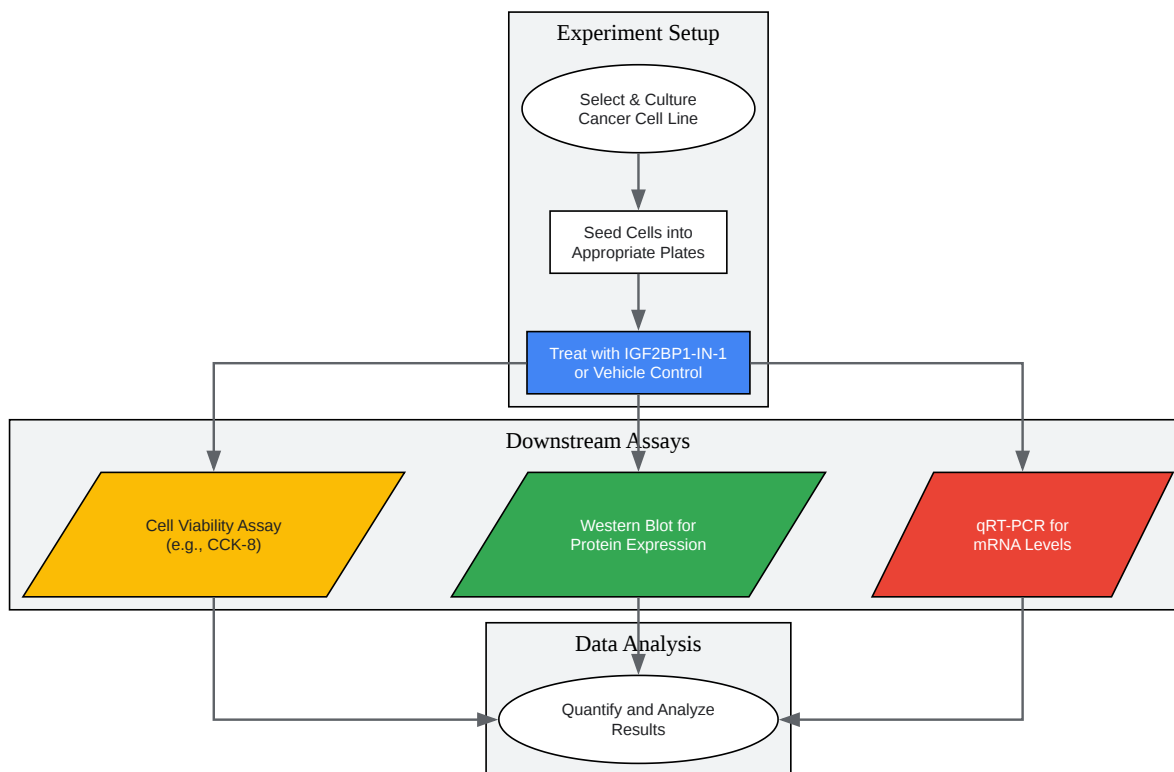 Experiment Setup
Select & Culture
Cancer Cell Line
Seed Cells into
Appropriate Plates
Treat with IGF2BP1-IN-1
or Vehicle Control
Downstream Assays
Cell Viability Assay
(e.g., CCK-8)
Western Blot for
Protein Expression
qRT-PCR for
mRNA Levels
Data Analysis
Quantify and Analyze
Results